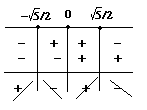 −√5/2 0 √5/2
− + + −
− − + +
+ − + −